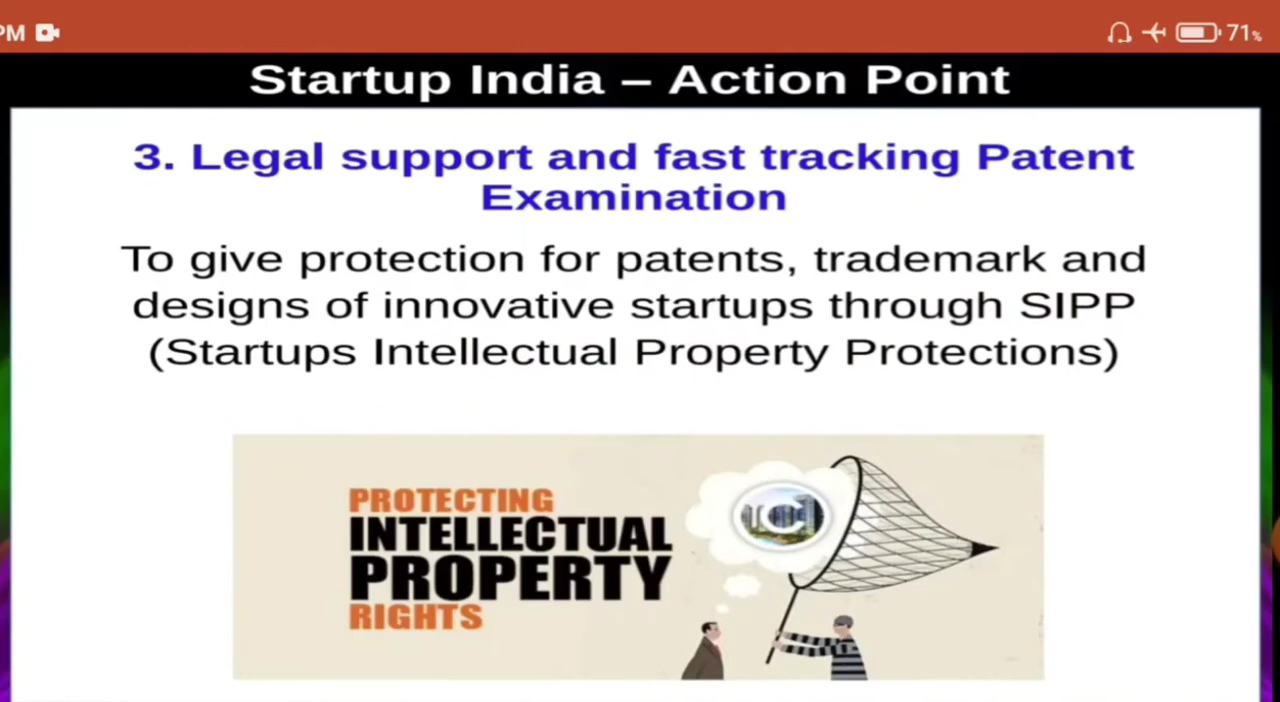 PM
71%
Startup India – Action Point
3. Legal support and fast tracking Patent
Examination
To give protection for patents, trademark and
designs of innovative startups through SIPP
(Startups Intellectual Property Protections)
PROTECTING
INTELLECTUAL
PROPERTY
RIGHTS
C